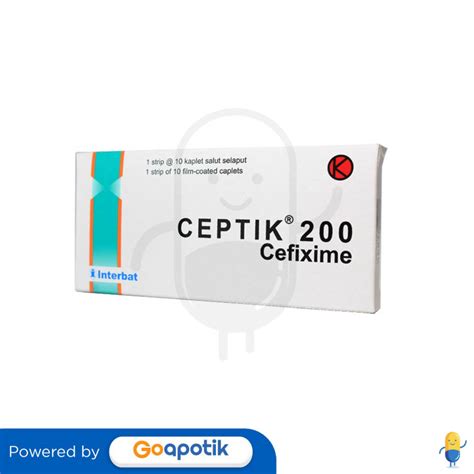 1 strip @ 10 kaplet salut selaput
1 strip of 10 film-coated caplets
K
CEPTIK® 200
Cefixime
Interbat
Powered by Goapotik